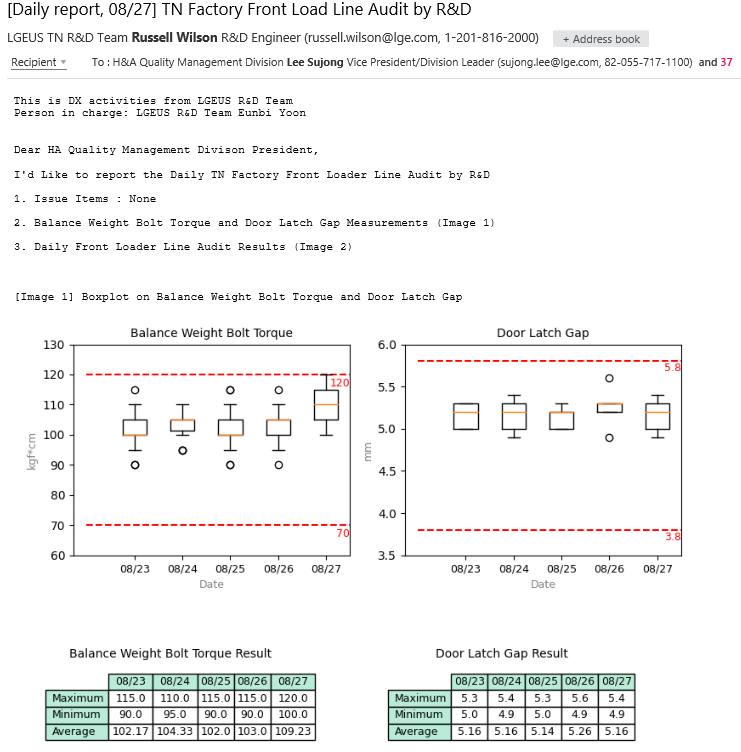 [Daily report, 08/27] TN Factory Front Load Line Audit by R&D
LGEUS TN R&D Team Russell Wilson R&D Engineer (russell.wilson@lge.com, 1-201-816-2000) + Address book
Recipient ▾ To : H&A Quality Management Division Lee Sujong Vice President/Division Leader (sujong.lee@lge.com, 82-055-717-1100) and 37
This is DX activities from LGEUS R&D Team
Person in charge: LGEUS R&D Team Eunbi Yoon
Dear HA Quality Management Divison President,
I'd Like to report the Daily TN Factory Front Loader Line Audit by R&D
1. Issue Items : None
2. Balance Weight Bolt Torque and Door Latch Gap Measurements (Image 1)
3. Daily Front Loader Line Audit Results (Image 2)
[Image 1] Boxplot on Balance Weight Bolt Torque and Door Latch Gap
Balance Weight Bolt Torque
130
120
110
100
90
80
70
60
kgf*cm
120
70
08/23 08/24 08/25 08/26 08/27
Date
Door Latch Gap
6.0
5.5
5.0
4.5
4.0
3.5
mm
5.8
3.8
08/23 08/24 08/25 08/26 08/27
Date
Balance Weight Bolt Torque Result
08/23 08/24 08/25 08/26 08/27
Maximum 115.0 110.0 115.0 115.0 120.0
Minimum 90.0 95.0 90.0 90.0 100.0
Average 102.17 104.33 102.0 103.0 109.23
Door Latch Gap Result
08/23 08/24 08/25 08/26 08/27
Maximum 5.3 5.4 5.3 5.6 5.4
Minimum 5.0 4.9 5.0 4.9 4.9
Average 5.16 5.16 5.14 5.26 5.16